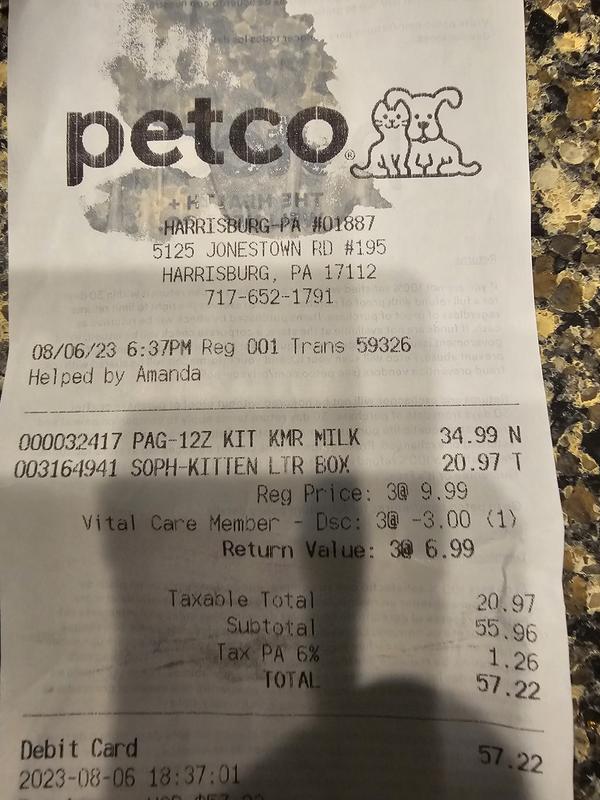 petco®
HARRISBURG-PA #01887
5125 JONESTOWN RD #195
HARRISBURG, PA 17112
717-652-1791
08/06/23 6:37PM Reg 001 Trans 59326
Helped by Amanda
000032417 PAG-12Z KIT KMR MILK 34.99 N
003164941 SOPH-KITTEN LTR BOX 20.97 T
Reg Price: 3@ 9.99
Vital Care Member - Dsc: 3@ -3.00 (1)
Return Value: 3@ 6.99
Taxable Total 20.97
Subtotal 55.96
Tax PA 6% 1.26
TOTAL 57.22
Debit Card 57.22
2023-08-06 18:37:01